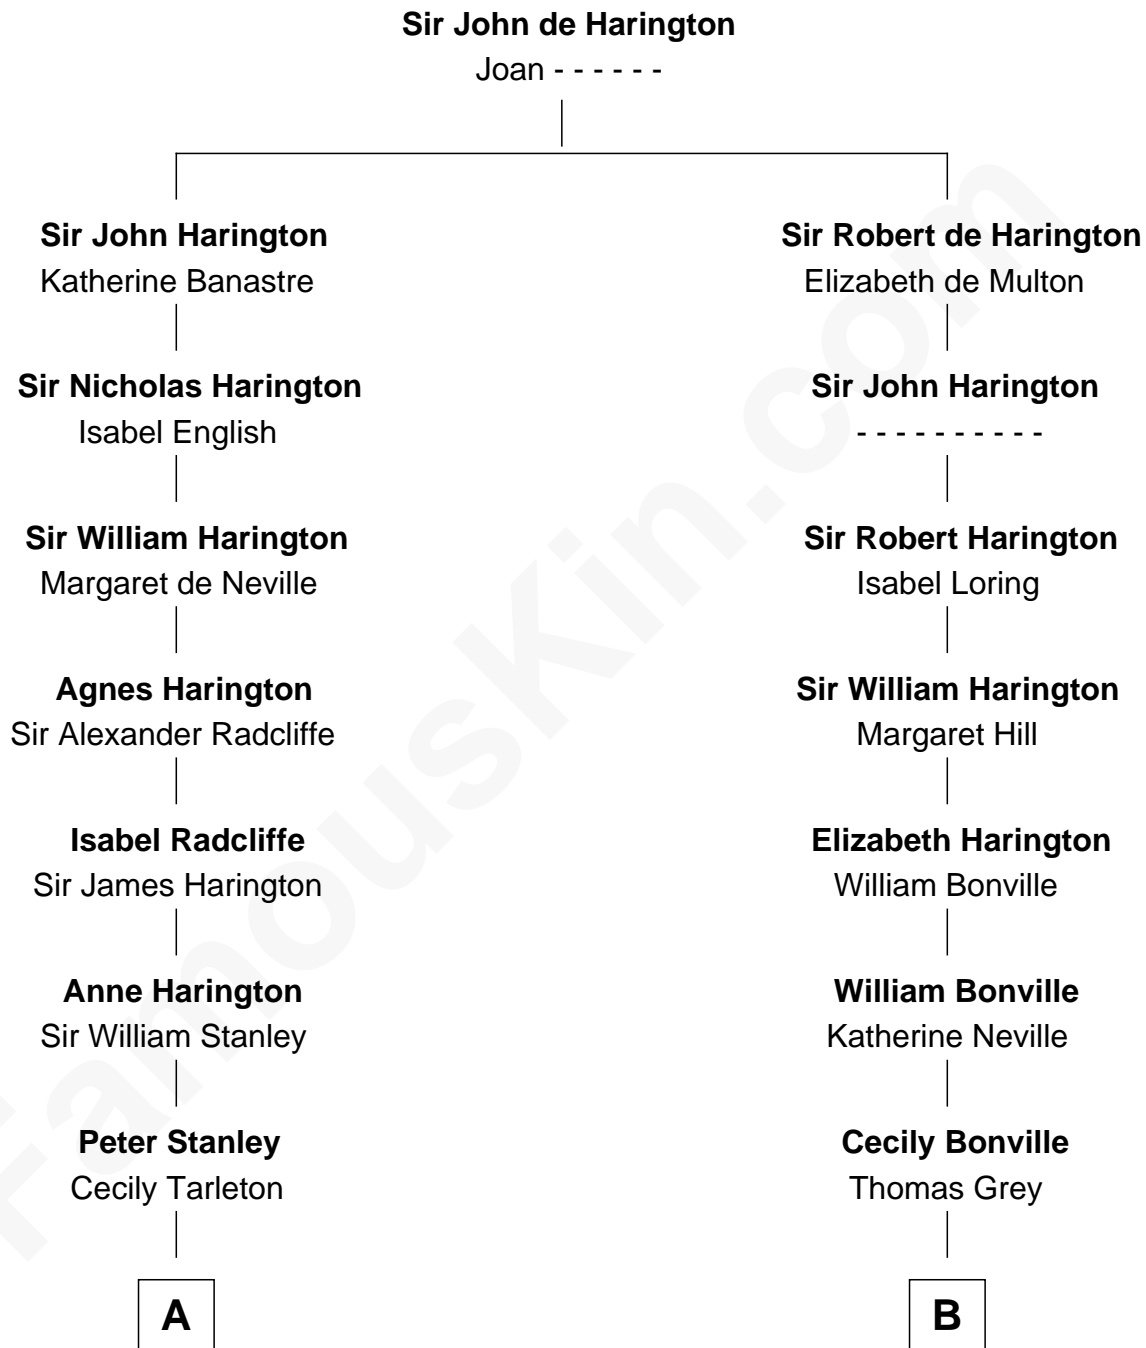 Sir John de Harington
Joan - - - - - -
Sir John Harington
Katherine Banastre
Sir Robert de Harington
Elizabeth de Multon
Sir Nicholas Harington
Isabel English
Sir John Harington
- - - - - - - - - -
Sir William Harington
Margaret de Neville
Sir Robert Harington
Isabel Loring
Agnes Harington
Sir Alexander Radcliffe
Sir William Harington
Margaret Hill
Isabel Radcliffe
Sir James Harington
Elizabeth Harington
William Bonville
Anne Harington
Sir William Stanley
William Bonville
Katherine Neville
Peter Stanley
Cecily Tarleton
Cecily Bonville
Thomas Grey
A
B
FamousKin.com